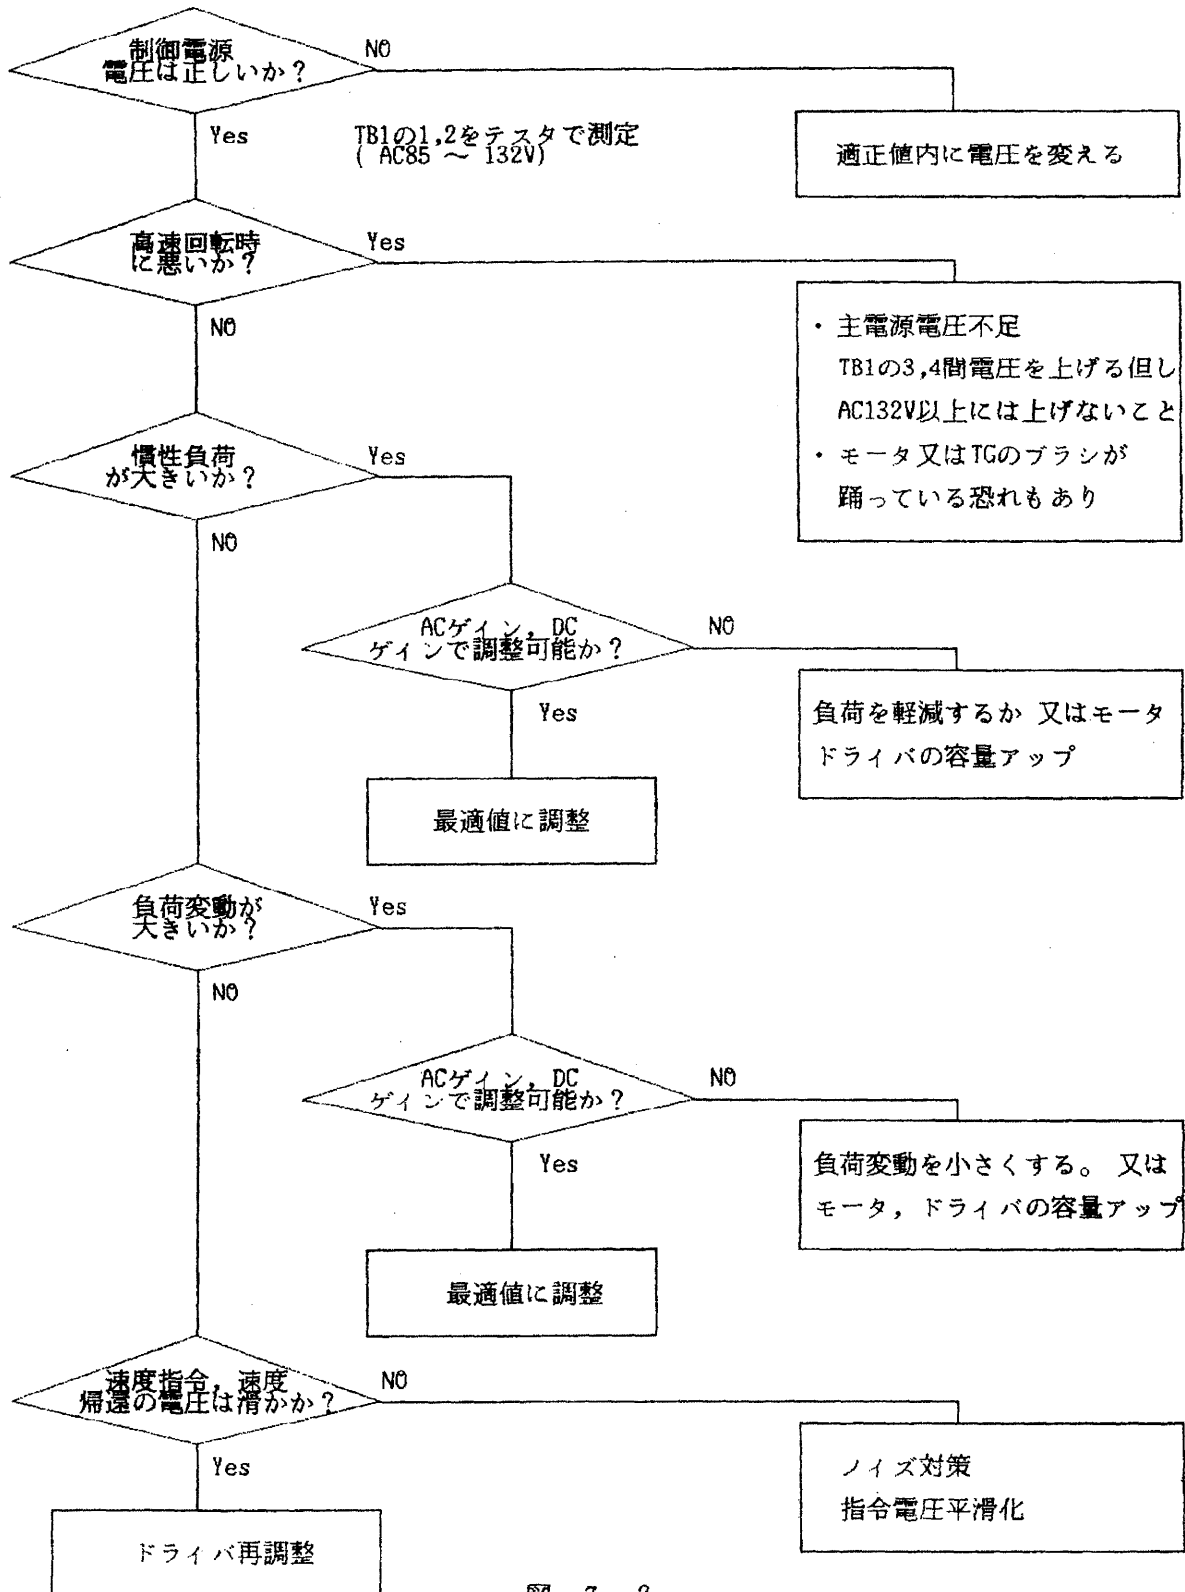 制御電源
電圧は正しいか？
NO
Yes
TB1の1,2をテスタで測定
( AC85 ～ 132V)
適正値内に電圧を変える
高速回転時
に悪いか？
Yes
NO
・ 主電源電圧不足
TB1の3,4間電圧を上げる但し
AC132V以上には上げないこと
・ モータ又はTGのブラシが
踊っている恐れもあり
慣性負荷
が大きいか？
Yes
NO
ACゲイン, DC
ゲインで調整可能か？
NO
Yes
負荷を軽減するか 又はモータ
ドライバの容量アップ
最適値に調整
負荷変動が
大きいか？
Yes
NO
ACゲイン, DC
ゲインで調整可能か？
NO
Yes
負荷変動を小さくする。 又は
モータ, ドライバの容量アップ
最適値に調整
速度指令, 速度
帰還の電圧は滑かか？
NO
Yes
ノイズ対策
指令電圧平滑化
ドライバ再調整